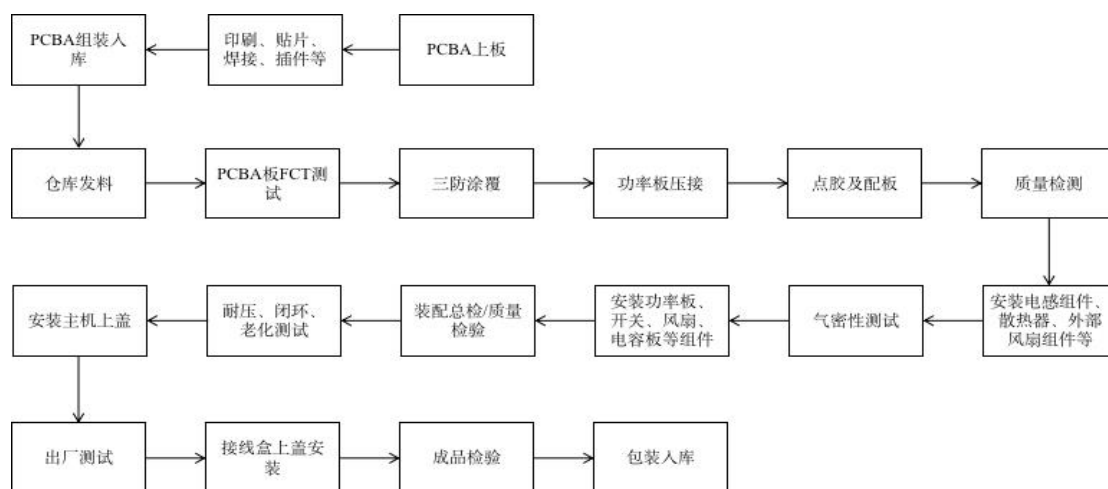 PCBA组装入
库
印刷、贴片、
焊接、插件等
PCBA上板
仓库发料
PCBA板FCT测
试
三防涂覆
功率板压接
点胶及配板
质量检测
安装主机上盖
耐压、闭环、
老化测试
装配总检/质量
检验
安装功率板、
开关、风扇、
电容板等组件
气密性测试
安装电感组件、
散热器、外部
风扇组件等
出厂测试
接线盒上盖安
装
成品检验
包装入库